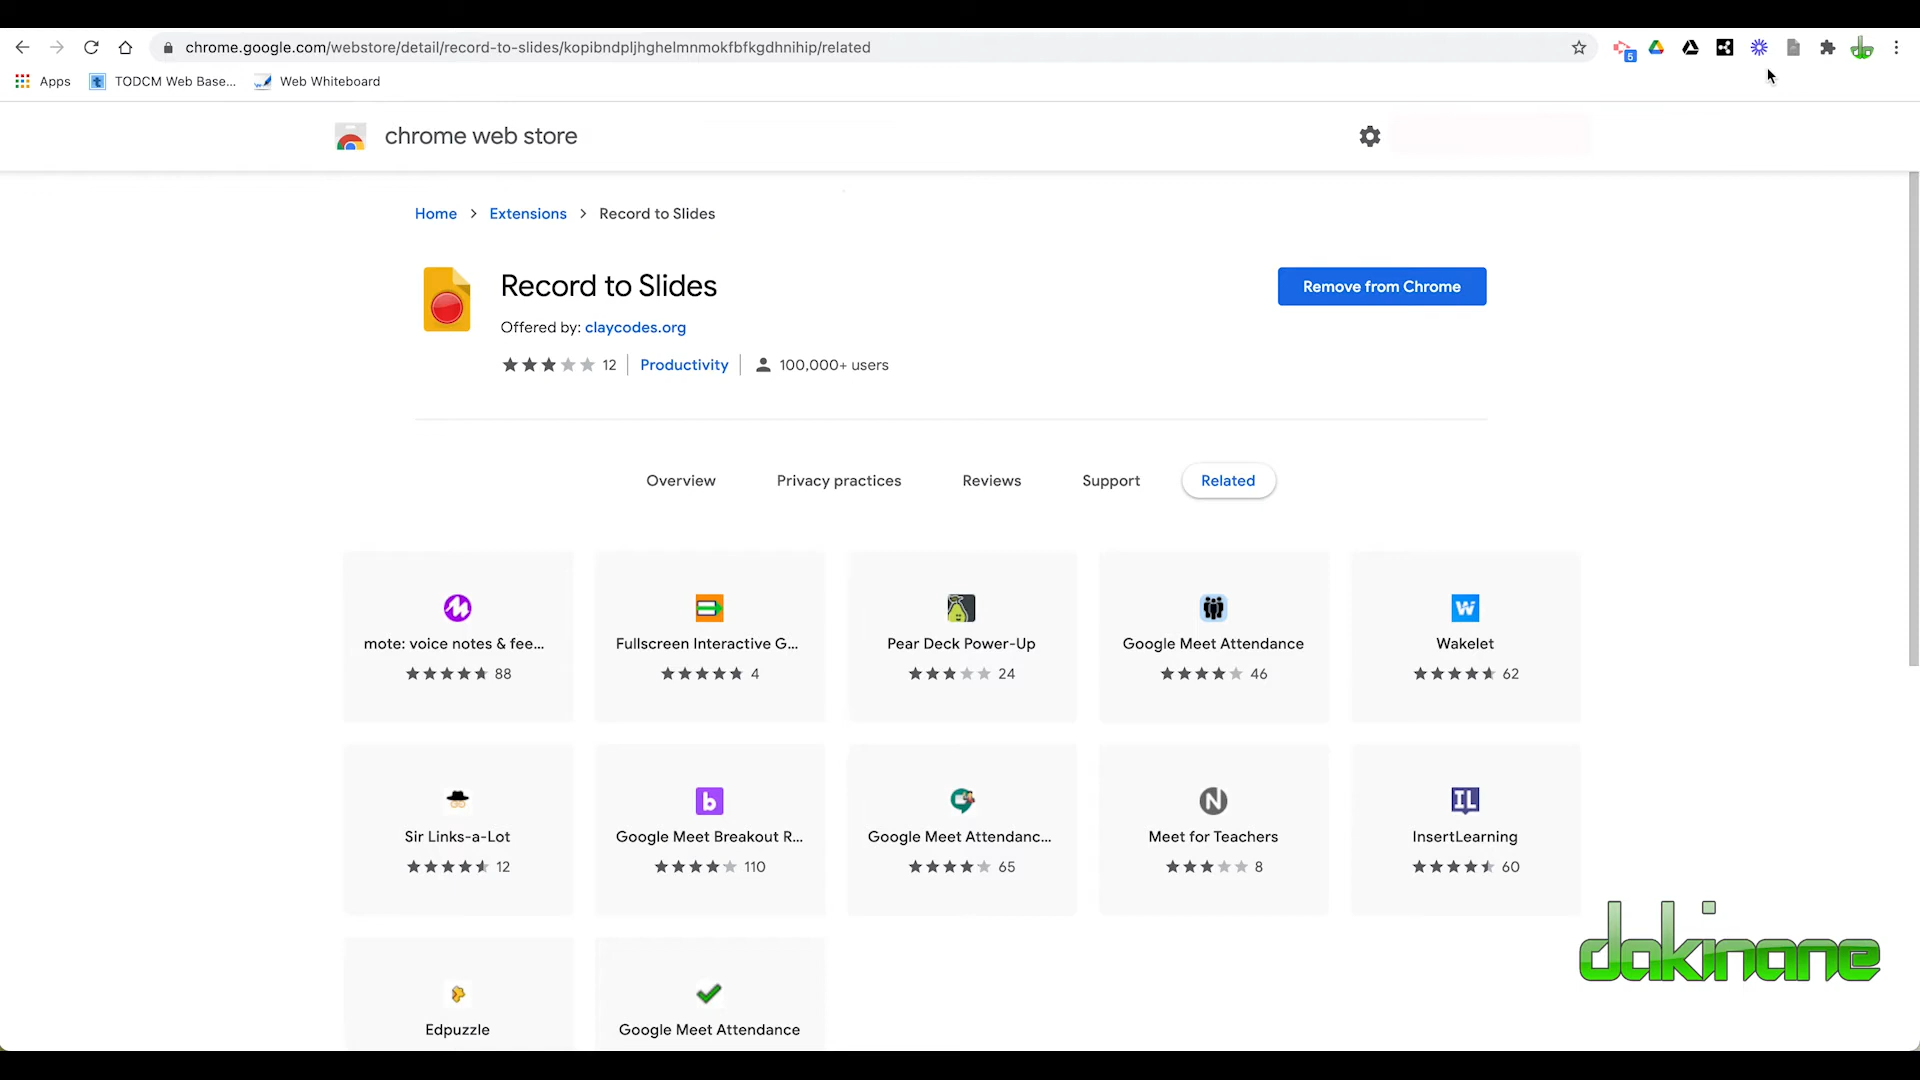 chrome.google.com/webstore/detail/record-to-slides/kopibndpljhghelmnmokfbfkgdhnihip/related
5
Apps
TODCM Web Base...
Web Whiteboard
chrome web store
Home > Extensions > Record to Slides
Record to Slides
Remove from Chrome
Offered by: claycodes.org
12 Productivity 100,000+ users
Overview Privacy practices Reviews Support Related
mote: voice notes & fee...
88
Fullscreen Interactive G...
4
Pear Deck Power-Up
24
Google Meet Attendance
46
W
Wakelet
62
Sir Links-a-Lot
12
b
Google Meet Breakout R...
110
Google Meet Attendanc...
65
N
Meet for Teachers
8
IL
InsertLearning
60
Edpuzzle
Google Meet Attendance
dakinane